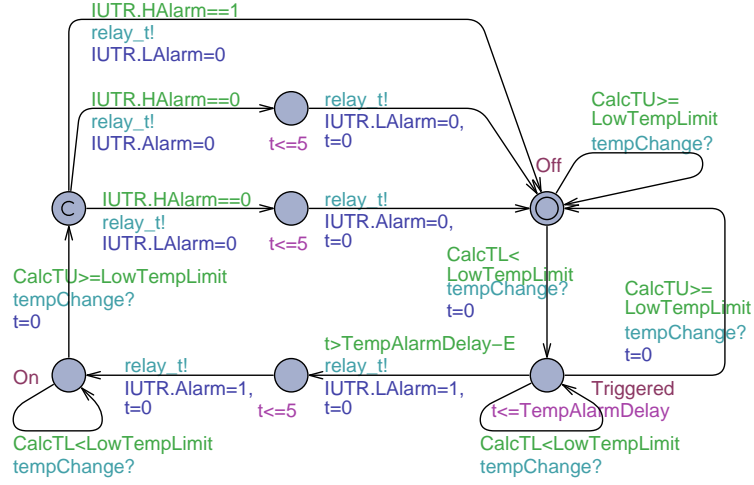 IUTR.HAlarm==1
relay_t!
IUTR.LAlarm=0
IUTR.HAlarm==0
relay_t!
IUTR.Alarm=0
t<=5
relay_t!
IUTR.LAlarm=0,
t=0
CalcTU>=
LowTempLimit
tempChange?
Off
C
IUTR.HAlarm==0
relay_t!
IUTR.LAlarm=0
t<=5
relay_t!
IUTR.Alarm=0,
t=0
CalcTL<
LowTempLimit
tempChange?
t=0
CalcTU>=LowTempLimit
tempChange?
t=0
CalcTU>=
LowTempLimit
tempChange?
t=0
On
relay_t!
IUTR.Alarm=1,
t=0
t<=5
t>TempAlarmDelay−E
relay_t!
IUTR.LAlarm=1,
t=0
Triggered
t<=TempAlarmDelay
CalcTL<LowTempLimit
tempChange?
CalcTL<LowTempLimit
tempChange?